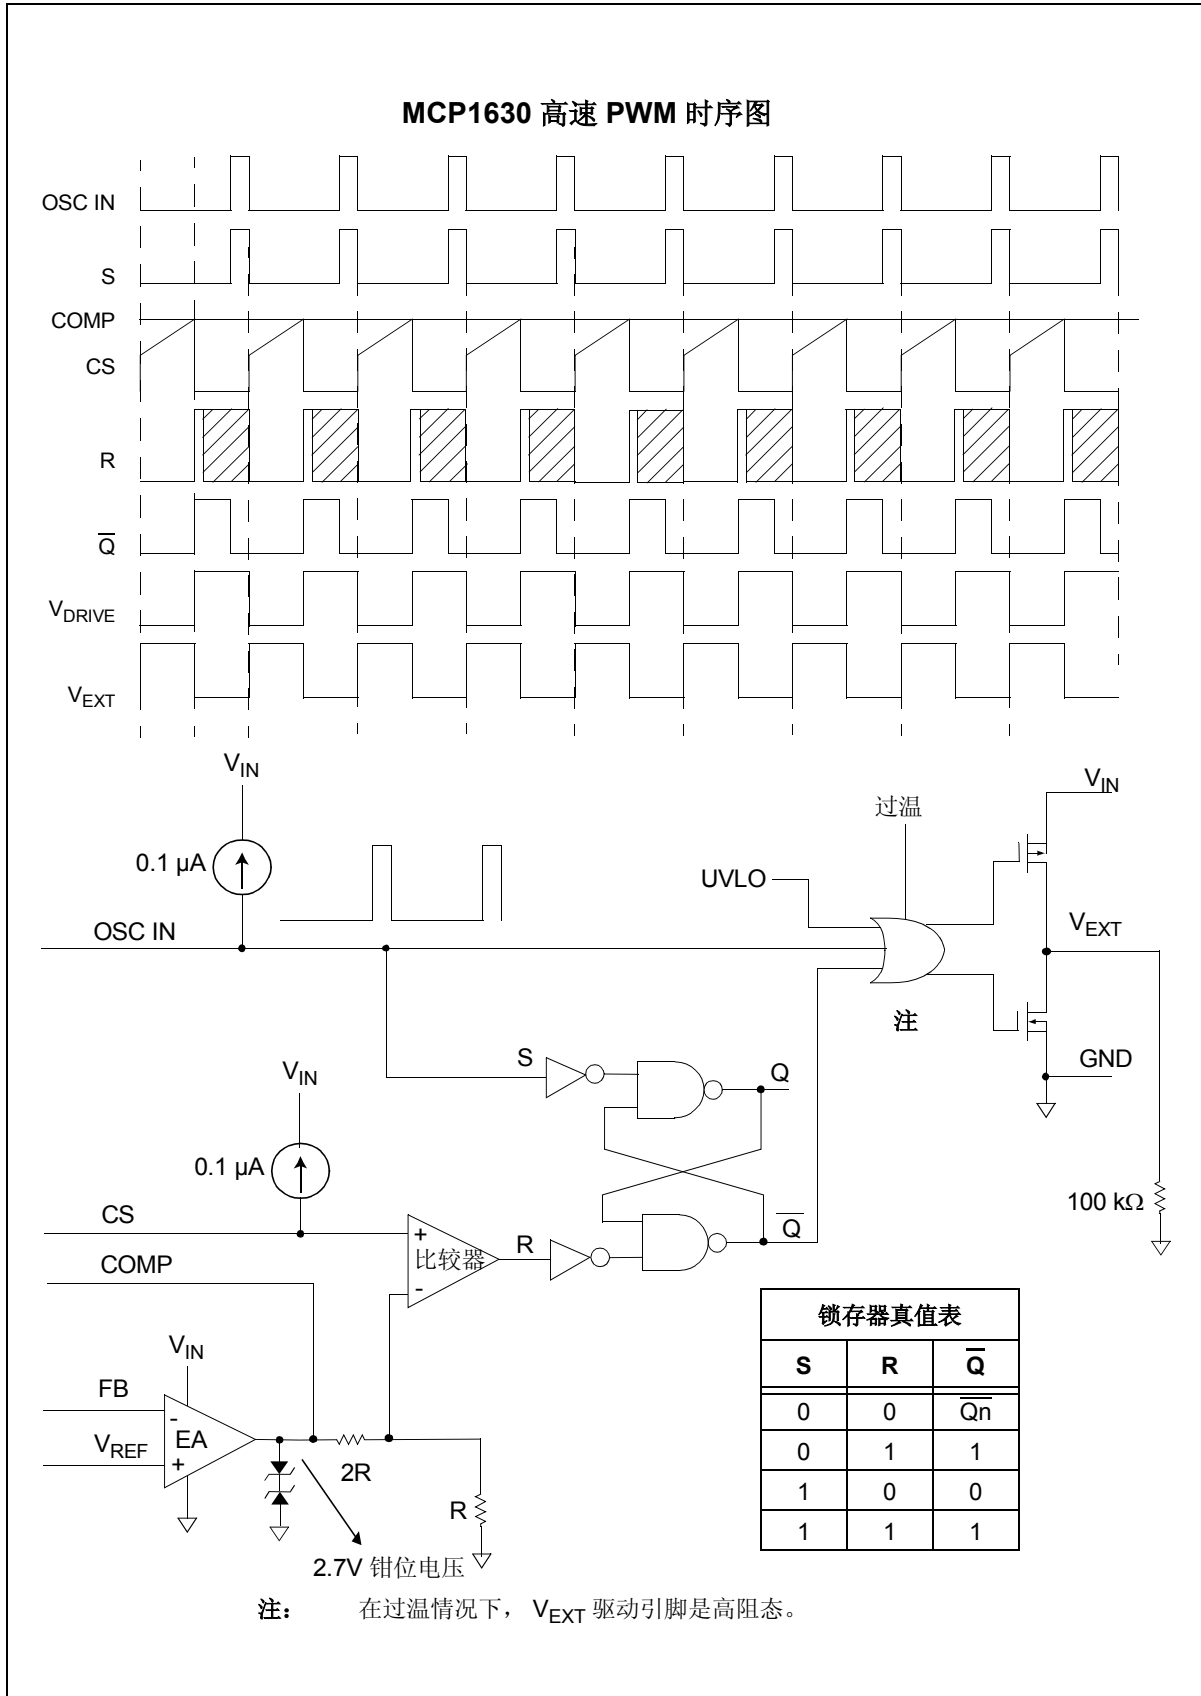 MCP1630 高速 PWM 时序图
OSC IN
S
COMP
CS
R
Q̅
VDRIVE
VEXT
VIN
VIN
过温
0.1 µA
UVLO
OSC IN
VEXT
注
S
Q
GND
VIN
0.1 µA
100 kΩ
CS
+
比较器
R
Q̅
COMP
-
锁存器真值表
S R Q̅
0 0 Q̅n̅
0 1 1
1 0 0
1 1 1
VIN
FB
-
EA
VREF
+
2R
R
2.7V 钳位电压
注： 在过温情况下， VEXT 驱动引脚是高阻态。